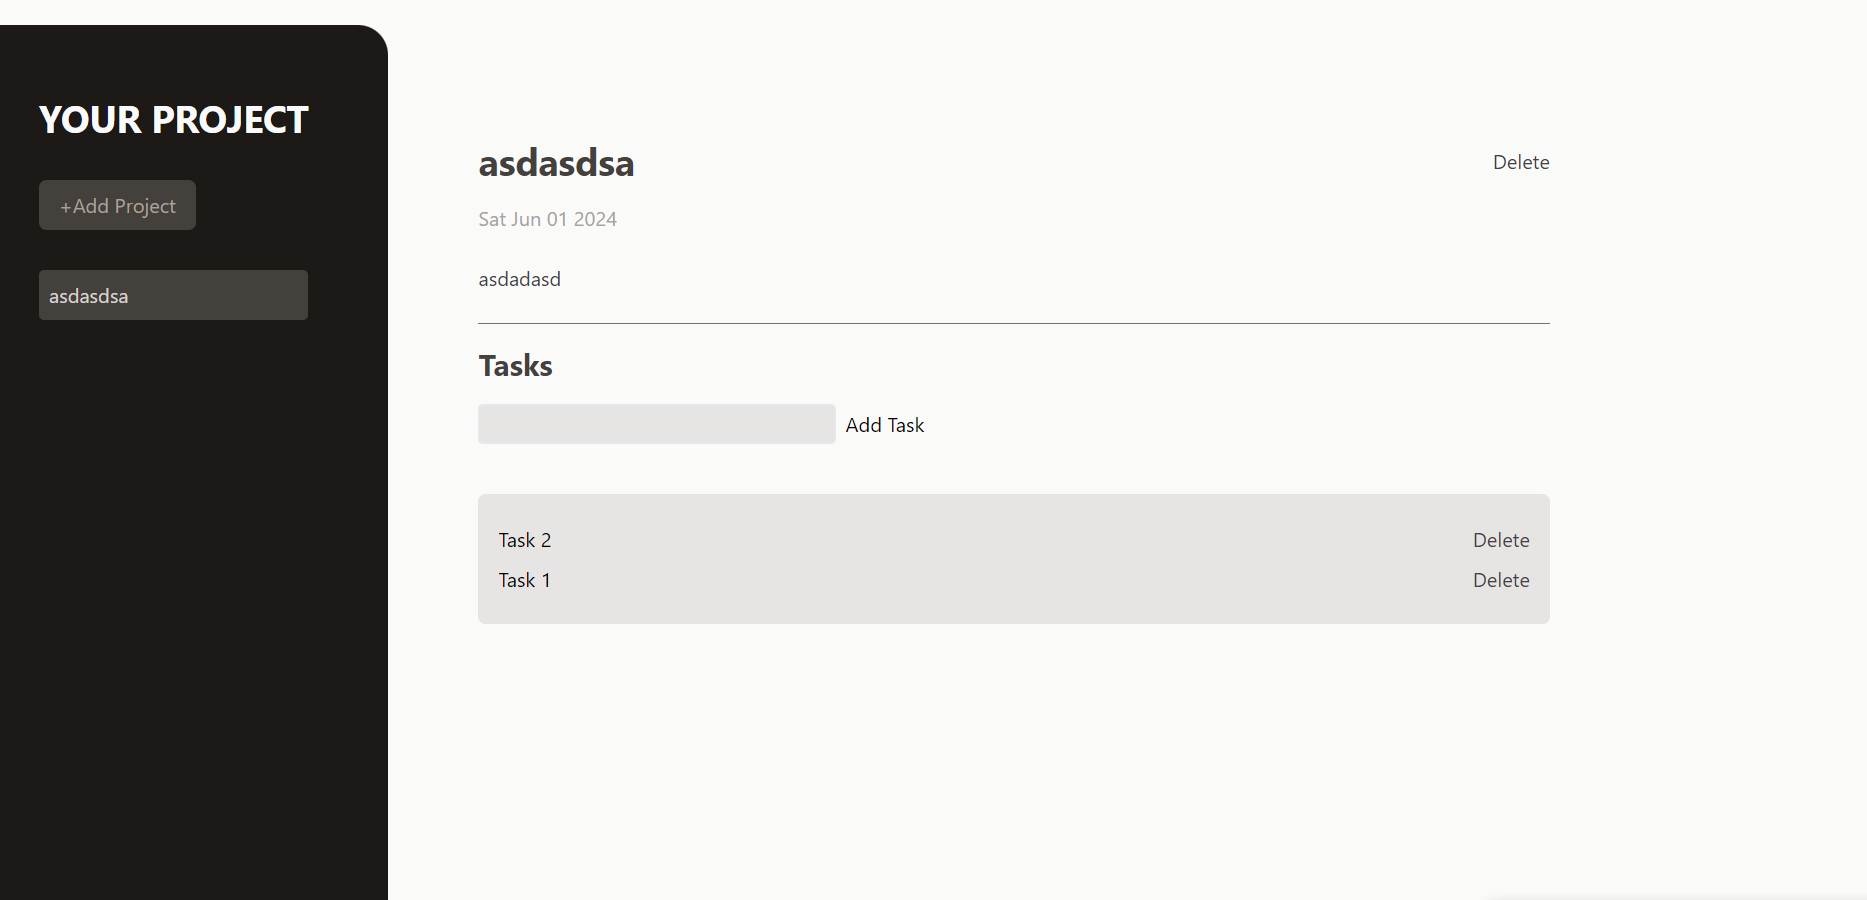 YOUR PROJECT
+Add Project
asdasdsa
asdasdsa
Delete
Sat Jun 01 2024
asdadasd
Tasks
Add Task
Task 2
Delete
Task 1
Delete